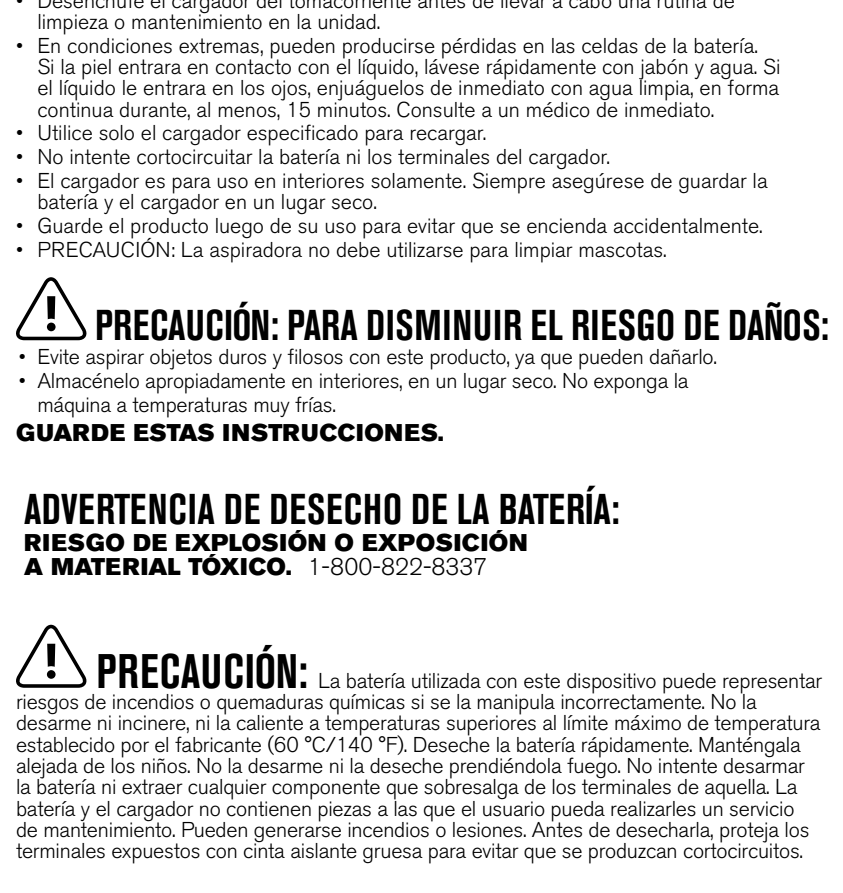 • Desenchufe el cargador del tomacorriente antes de llevar a cabo una rutina de
limpieza o mantenimiento en la unidad.
• En condiciones extremas, pueden producirse pérdidas en las celdas de la batería.
Si la piel entrara en contacto con el líquido, lávese rápidamente con jabón y agua. Si
el líquido le entrara en los ojos, enjuáguelos de inmediato con agua limpia, en forma
continua durante, al menos, 15 minutos. Consulte a un médico de inmediato.
• Utilice solo el cargador especificado para recargar.
• No intente cortocircuitar la batería ni los terminales del cargador.
• El cargador es para uso en interiores solamente. Siempre asegúrese de guardar la
batería y el cargador en un lugar seco.
• Guarde el producto luego de su uso para evitar que se encienda accidentalmente.
• PRECAUCIÓN: La aspiradora no debe utilizarse para limpiar mascotas.
PRECAUCIÓN: PARA DISMINUIR EL RIESGO DE DAÑOS:
• Evite aspirar objetos duros y filosos con este producto, ya que pueden dañarlo.
• Almacénelo apropiadamente en interiores, en un lugar seco. No exponga la
máquina a temperaturas muy frías.
GUARDE ESTAS INSTRUCCIONES.
ADVERTENCIA DE DESECHO DE LA BATERÍA:
RIESGO DE EXPLOSIÓN O EXPOSICIÓN
A MATERIAL TÓXICO. 1-800-822-8337
PRECAUCIÓN: La batería utilizada con este dispositivo puede representar
riesgos de incendios o quemaduras químicas si se la manipula incorrectamente. No la
desarme ni incinere, ni la caliente a temperaturas superiores al límite máximo de temperatura
establecido por el fabricante (60 °C/140 °F). Deseche la batería rápidamente. Manténgala
alejada de los niños. No la desarme ni la deseche prendiéndola fuego. No intente desarmar
la batería ni extraer cualquier componente que sobresalga de los terminales de aquella. La
batería y el cargador no contienen piezas a las que el usuario pueda realizarles un servicio
de mantenimiento. Pueden generarse incendios o lesiones. Antes de desecharla, proteja los
terminales expuestos con cinta aislante gruesa para evitar que se produzcan cortocircuitos.